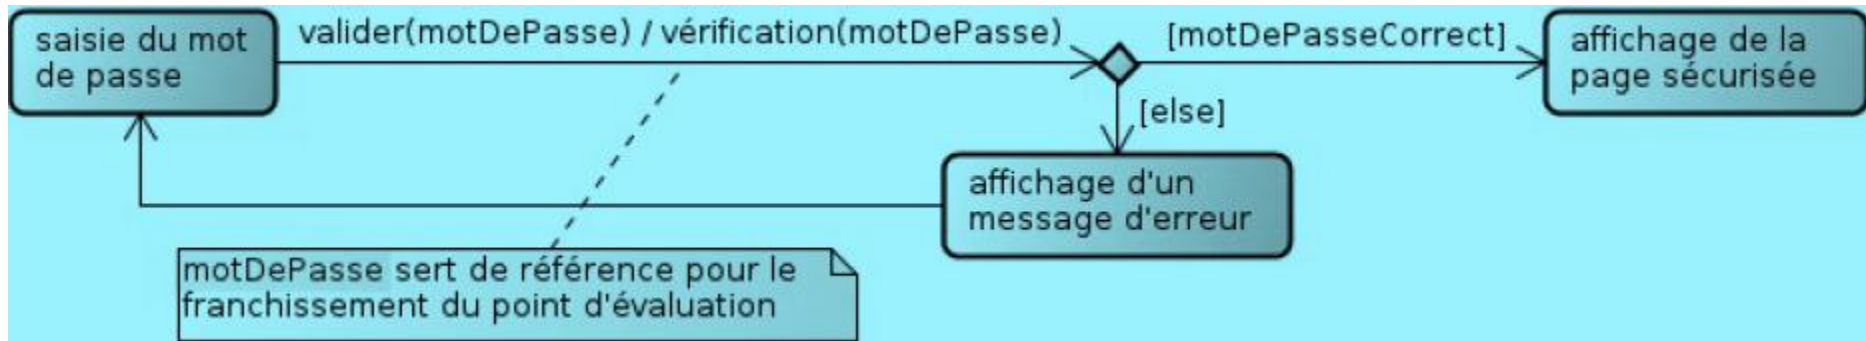 saisie du mot
de passe
valider(motDePasse) / vérification(motDePasse)
[motDePasseCorrect]
affichage de la
page sécurisée
[else]
affichage d'un
message d'erreur
motDePasse sert de référence pour le
franchissement du point d'évaluation